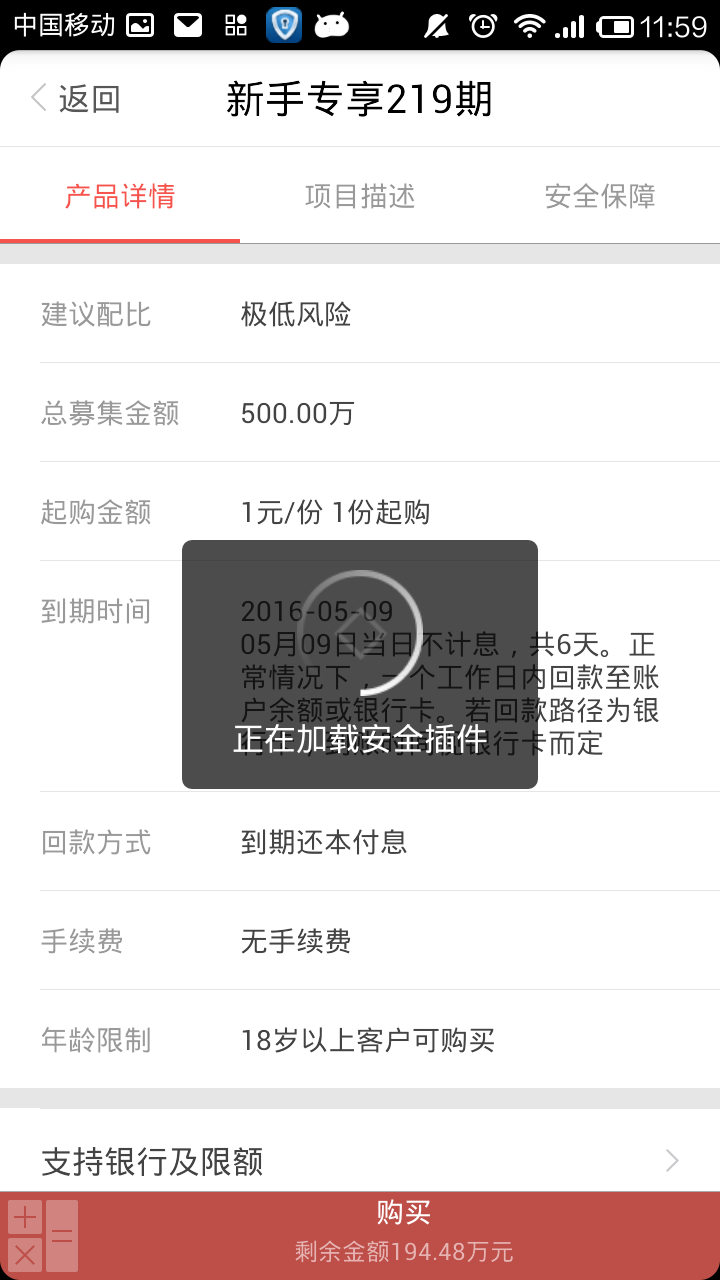 中国移动 11:59
返回 新手专享219期
产品详情 项目描述 安全保障
建议配比 极低风险
总募集金额 500.00万
起购金额 1元/份 1份起购
到期时间 2016-05-09
05月09日当日不计息，共6天。正
常情况下，一个工作日内回款至账
户余额或银行卡。若回款路径为银
银行卡而定
正在加载安全插件
回款方式 到期还本付息
手续费 无手续费
年龄限制 18岁以上客户可购买
支持银行及限额
购买
剩余金额194.48万元